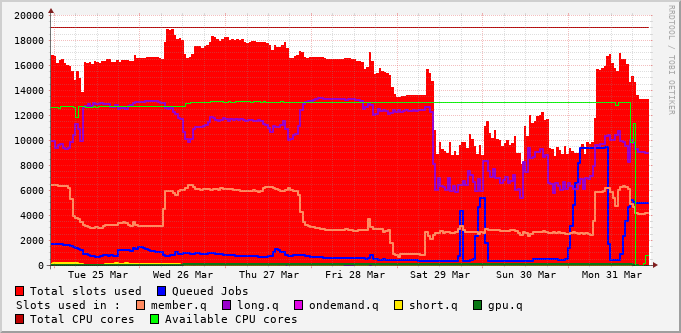 20000
18000
16000
14000
12000
10000
8000
6000
4000
2000
0
Tue 25 Mar Wed 26 Mar Thu 27 Mar Fri 28 Mar Sat 29 Mar Sun 30 Mar Mon 31 Mar
RRDTOOL / TOBI OETIKER
Total slots used Queued Jobs
Slots used in : member.q long.q ondemand.q short.q gpu.q
Total CPU cores Available CPU cores